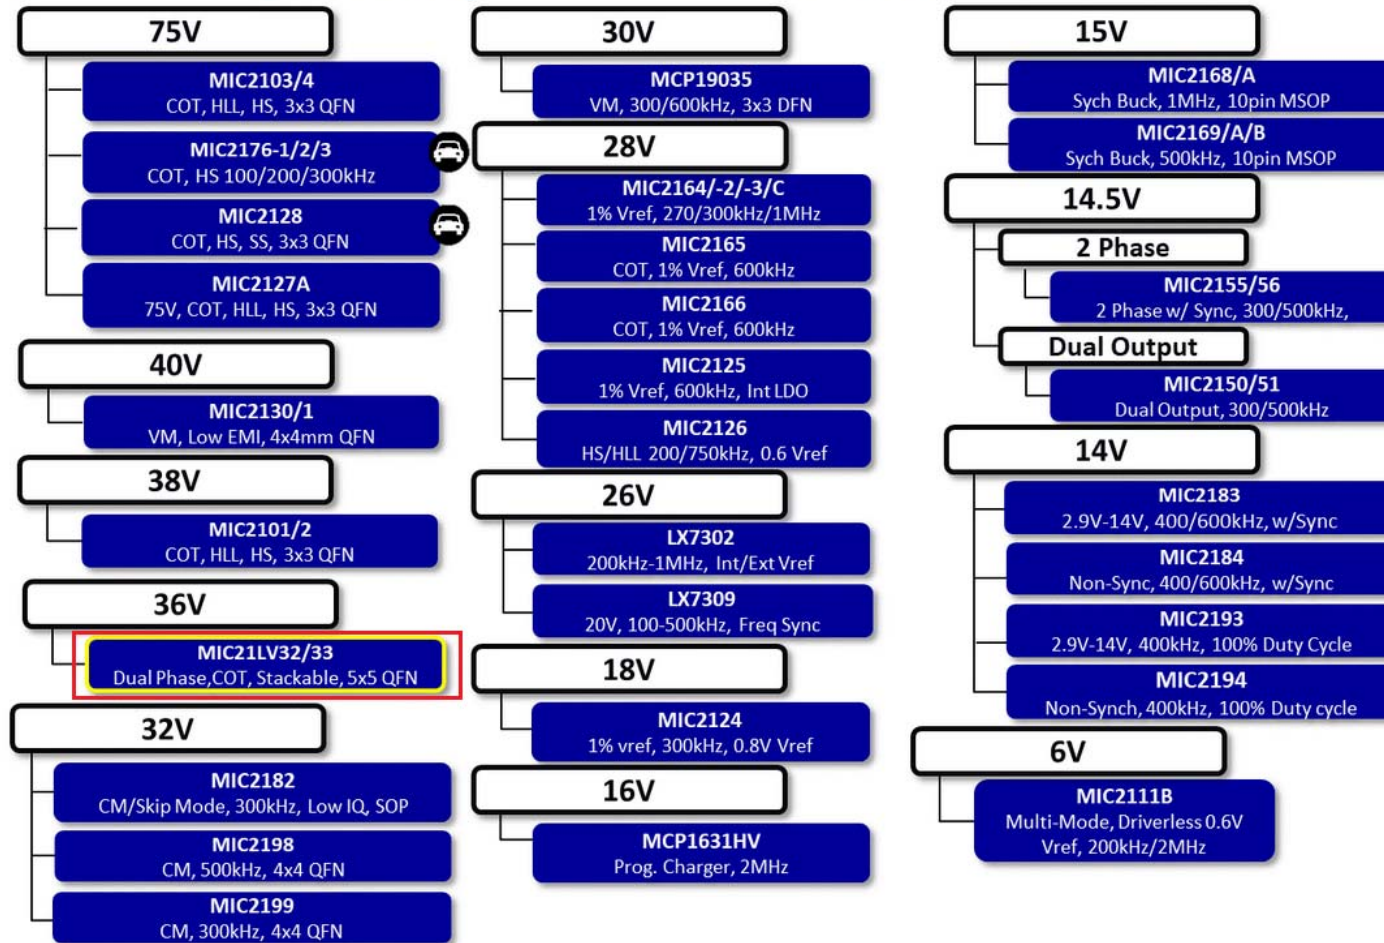 75V
MIC2103/4
COT, HLL, HS, 3x3 QFN
MIC2176-1/2/3
COT, HS 100/200/300kHz
MIC2128
COT, HS, SS, 3x3 QFN
MIC2127A
75V, COT, HLL, HS, 3x3 QFN
40V
MIC2130/1
VM, Low EMI, 4x4mm QFN
38V
MIC2101/2
COT, HLL, HS, 3x3 QFN
36V
MIC21LV32/33
Dual Phase,COT, Stackable, 5x5 QFN
32V
MIC2182
CM/Skip Mode, 300kHz, Low IQ, SOP
MIC2198
CM, 500kHz, 4x4 QFN
MIC2199
CM, 300kHz, 4x4 QFN
30V
MCP19035
VM, 300/600kHz, 3x3 DFN
28V
MIC2164/-2/-3/C
1% Vref, 270/300kHz/1MHz
MIC2165
COT, 1% Vref, 600kHz
MIC2166
COT, 1% Vref, 600kHz
MIC2125
1% Vref, 600kHz, Int LDO
MIC2126
HS/HLL 200/750kHz, 0.6 Vref
26V
LX7302
200kHz-1MHz, Int/Ext Vref
LX7309
20V, 100-500kHz, Freq Sync
18V
MIC2124
1% vref, 300kHz, 0.8V Vref
16V
MCP1631HV
Prog. Charger, 2MHz
15V
MIC2168/A
Sych Buck, 1MHz, 10pin MSOP
MIC2169/A/B
Sych Buck, 500kHz, 10pin MSOP
14.5V
2 Phase
MIC2155/56
2 Phase w/ Sync, 300/500kHz,
Dual Output
MIC2150/51
Dual Output, 300/500kHz
14V
MIC2183
2.9V-14V, 400/600kHz, w/Sync
MIC2184
Non-Sync, 400/600kHz, w/Sync
MIC2193
2.9V-14V, 400kHz, 100% Duty Cycle
MIC2194
Non-Synch, 400kHz, 100% Duty cycle
6V
MIC2111B
Multi-Mode, Driverless 0.6V
Vref, 200kHz/2MHz